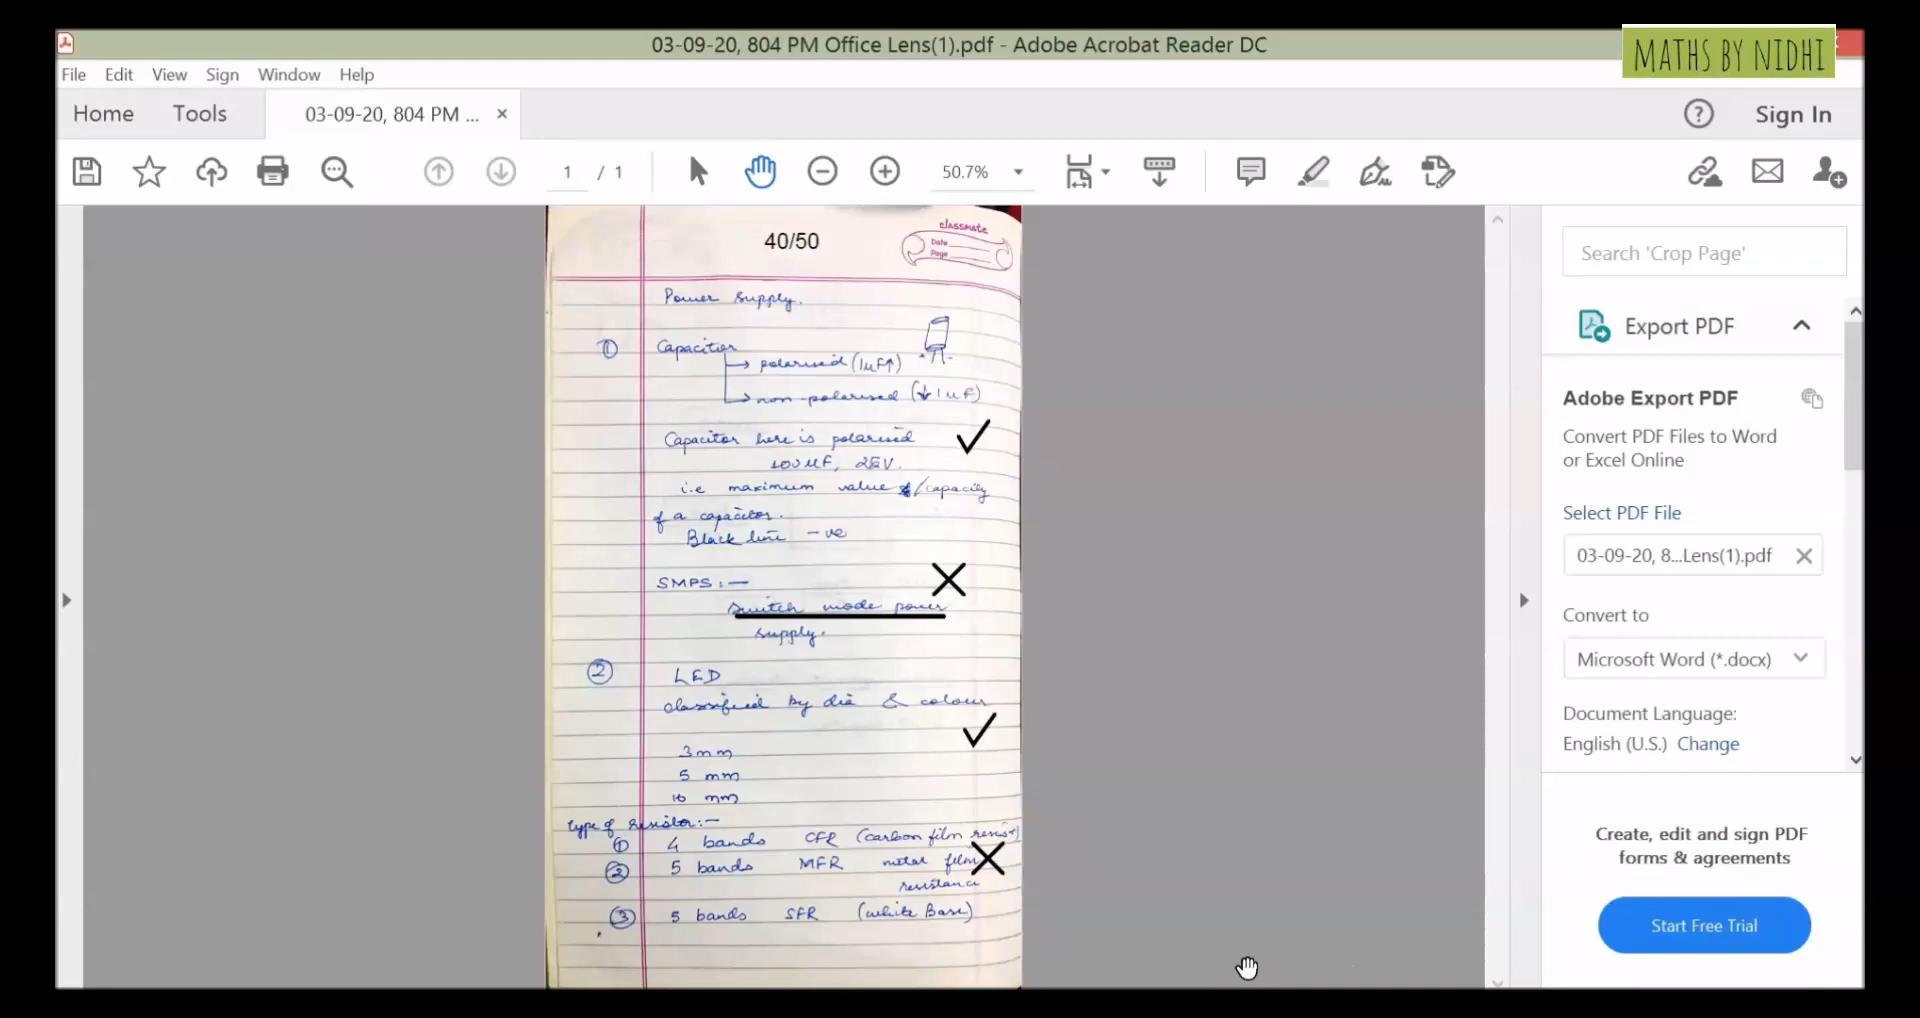 03-09-20, 804 PM Office Lens(1).pdf - Adobe Acrobat Reader DC
MATHS BY NIDHI
File Edit View Sign Window Help
Home Tools 03-09-20, 804 PM ... × Sign In
1 / 1 50.7%
40/50
classmate
Date
Page
Power supply.
① Capacitor
→ polarised (1uF↑)
→ non-polarised (↓1uF)
Capacitor here is polarised
100uF, 25V.
i.e maximum value /capacity
of a capacitor.
Black line -ve
SMPS:—
Switch mode power
supply.
② LED
classified by die & colour
3mm
5 mm
10 mm
type of resistor:—
① 4 bands CFR (carbon film resist)
② 5 bands MFR metal film
resistance
③ 5 bands SFR (white Base)
Search 'Crop Page'
Export PDF
Adobe Export PDF
Convert PDF Files to Word
or Excel Online
Select PDF File
03-09-20, 8...Lens(1).pdf
Convert to
Microsoft Word (*.docx)
Document Language:
English (U.S.) Change
Create, edit and sign PDF
forms & agreements
Start Free Trial